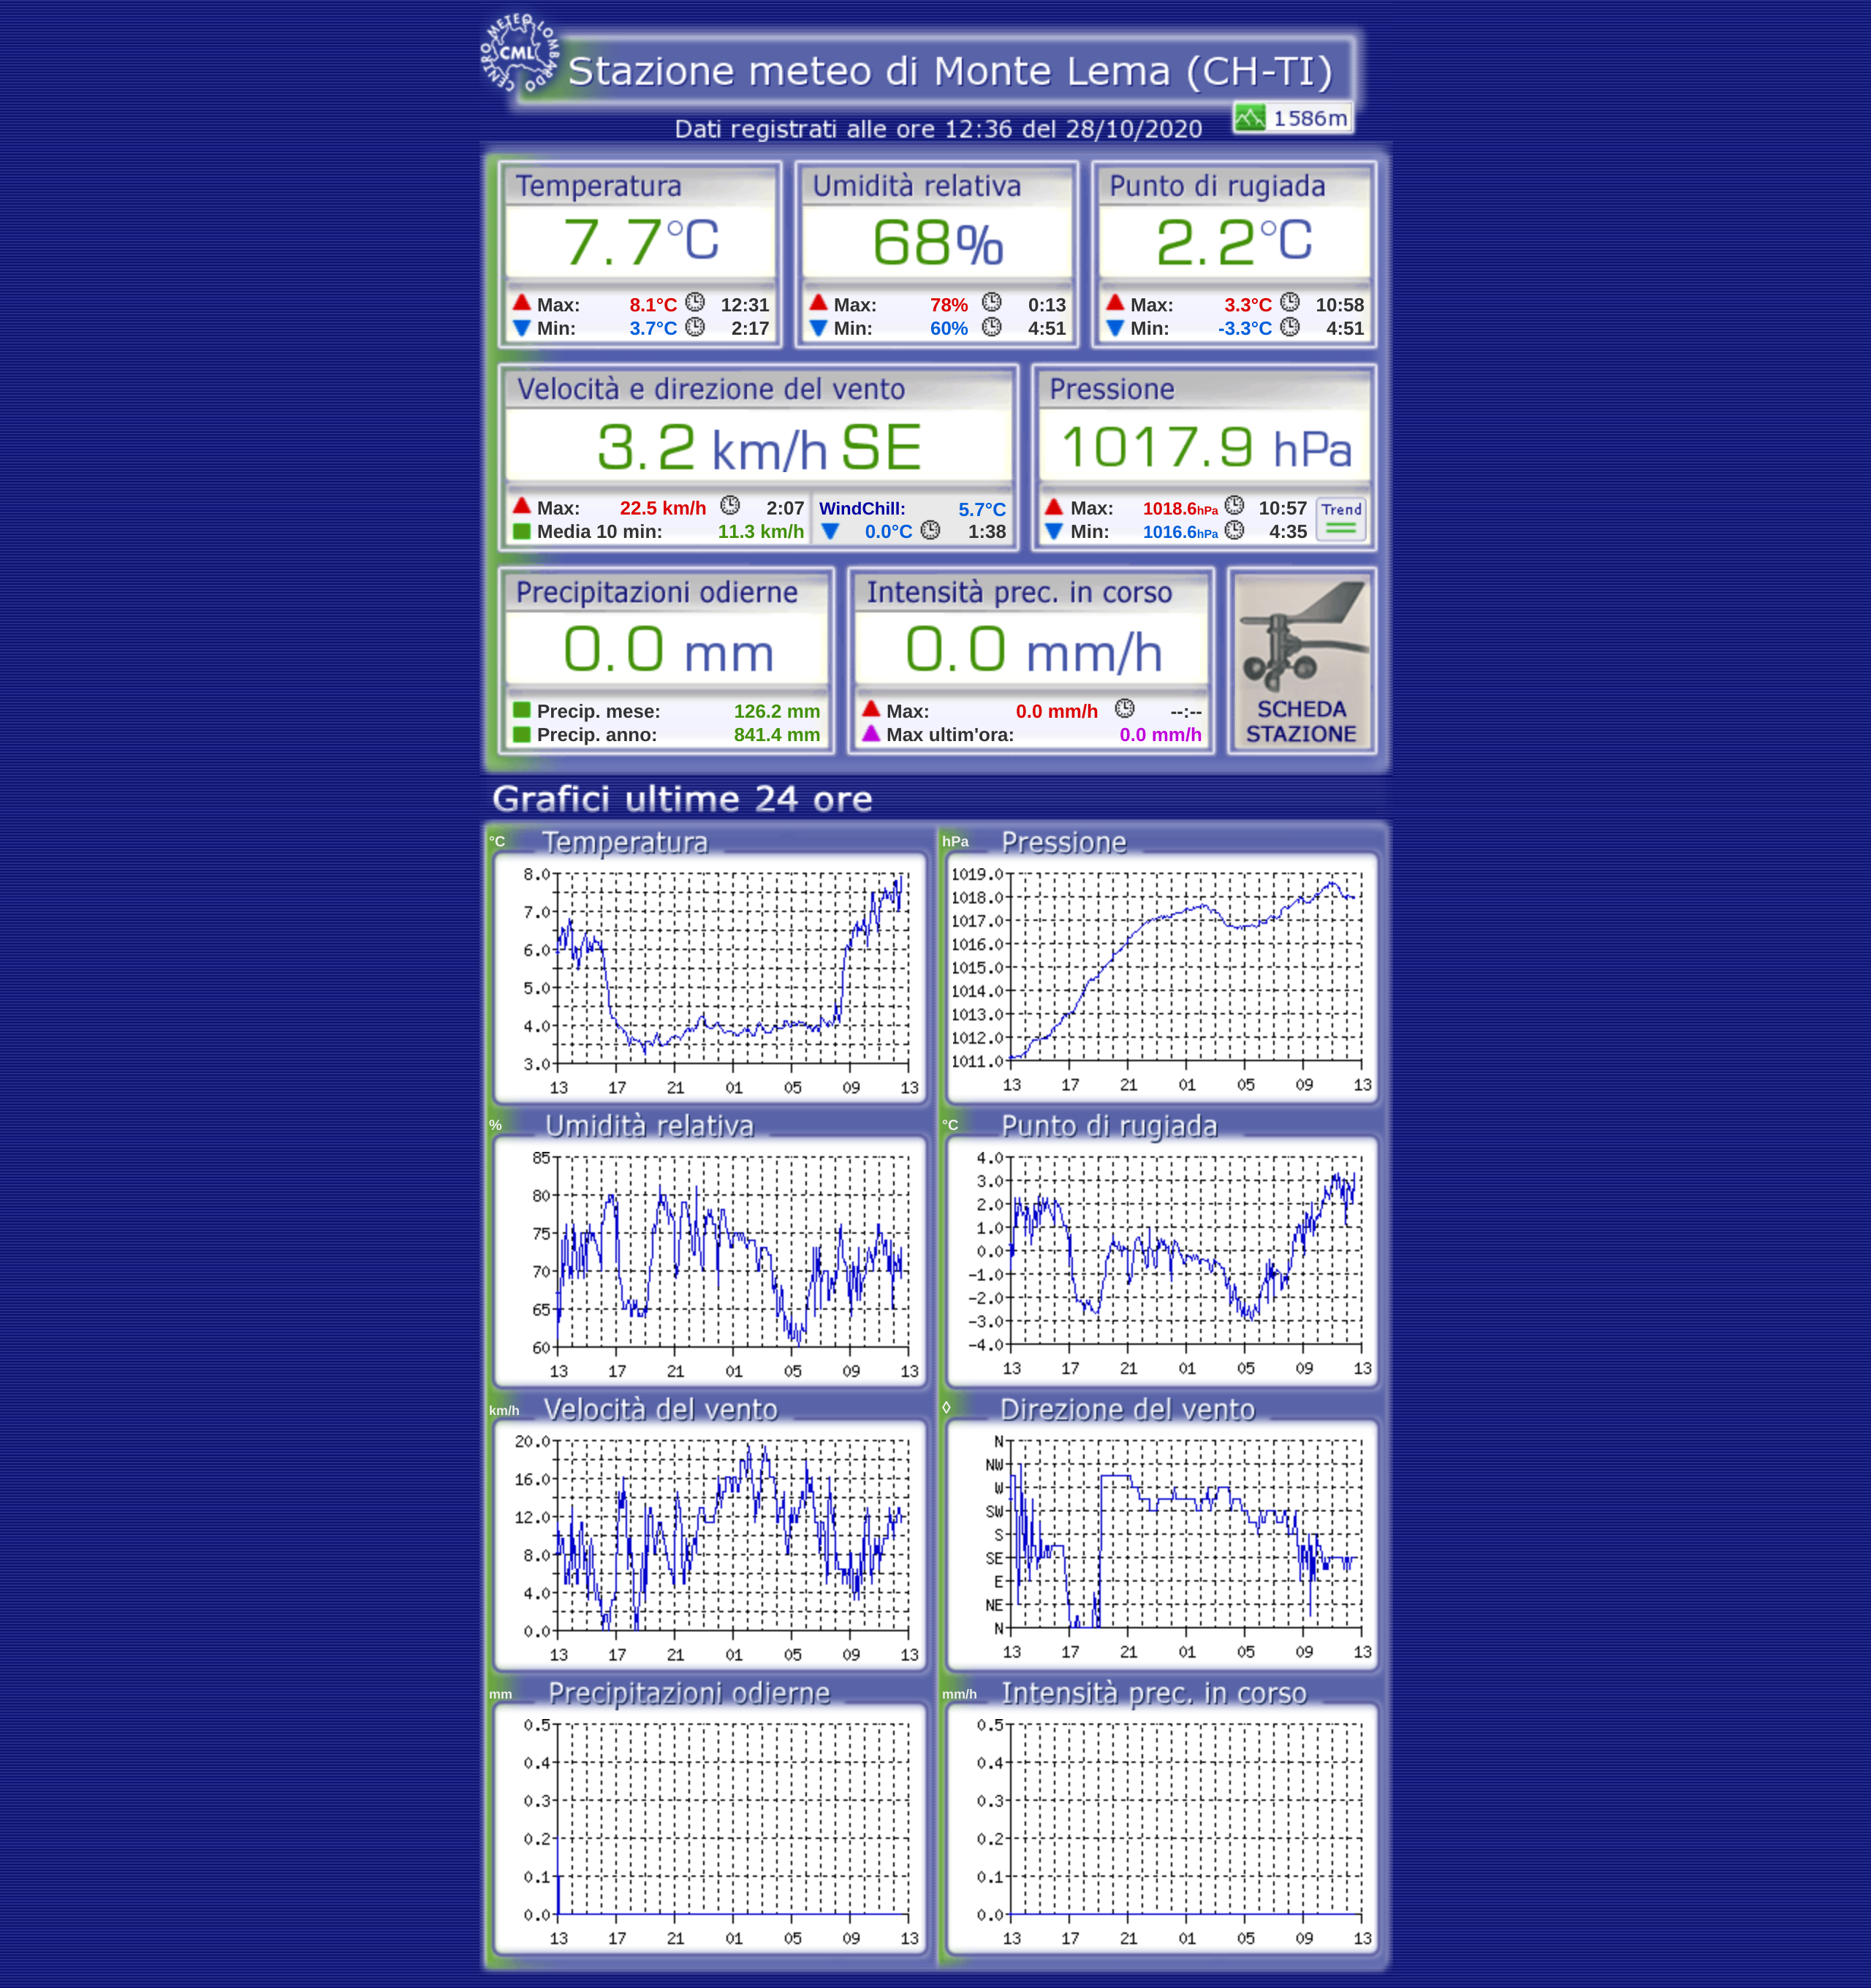 CENTRO METEO LOMBARDO
CML
Stazione meteo di Monte Lema (CH-TI)
1586m
Dati registrati alle ore 12:36 del 28/10/2020
Temperatura
7.7°C
Max: 8.1°C 12:31
Min: 3.7°C 2:17
Umidità relativa
68%
Max: 78% 0:13
Min: 60% 4:51
Punto di rugiada
2.2°C
Max: 3.3°C 10:58
Min: -3.3°C 4:51
Velocità e direzione del vento
3.2 km/h SE
Max: 22.5 km/h 2:07
Media 10 min: 11.3 km/h
WindChill: 5.7°C
0.0°C 1:38
Pressione
1017.9 hPa
Max: 1018.6hPa 10:57
Min: 1016.6hPa 4:35
Trend
Precipitazioni odierne
0.0 mm
Precip. mese: 126.2 mm
Precip. anno: 841.4 mm
Intensità prec. in corso
0.0 mm/h
Max: 0.0 mm/h --:--
Max ultim'ora: 0.0 mm/h
SCHEDA
STAZIONE
Grafici ultime 24 ore
°C Temperatura
8.0
7.0
6.0
5.0
4.0
3.0
13 17 21 01 05 09 13
hPa Pressione
1019.0
1018.0
1017.0
1016.0
1015.0
1014.0
1013.0
1012.0
1011.0
13 17 21 01 05 09 13
% Umidità relativa
85
80
75
70
65
60
13 17 21 01 05 09 13
°C Punto di rugiada
4.0
3.0
2.0
1.0
0.0
-1.0
-2.0
-3.0
-4.0
13 17 21 01 05 09 13
km/h Velocità del vento
20.0
16.0
12.0
8.0
4.0
0.0
13 17 21 01 05 09 13
◊ Direzione del vento
N
NW
W
SW
S
SE
E
NE
N
13 17 21 01 05 09 13
mm Precipitazioni odierne
0.5
0.4
0.3
0.2
0.1
0.0
13 17 21 01 05 09 13
mm/h Intensità prec. in corso
0.5
0.4
0.3
0.2
0.1
0.0
13 17 21 01 05 09 13